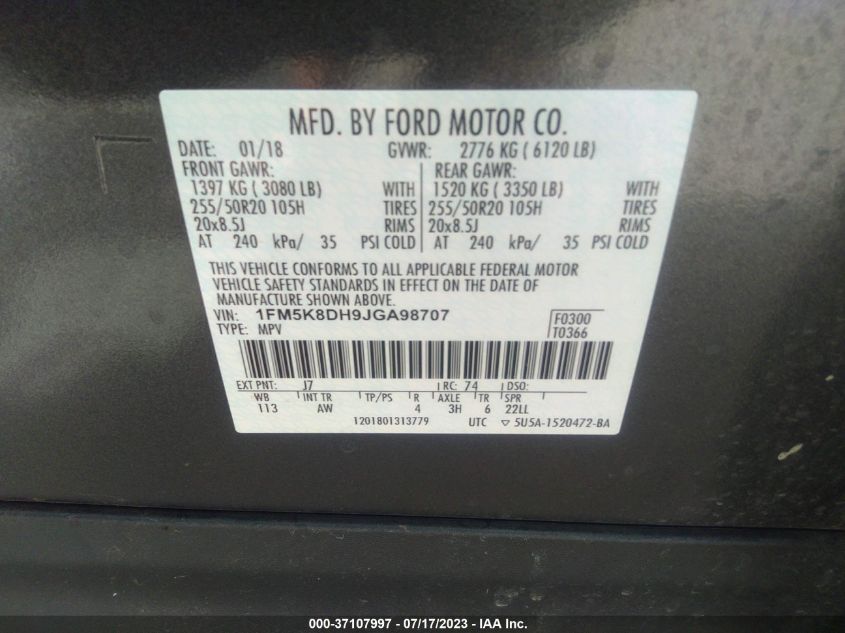 MFD. BY FORD MOTOR CO.
DATE: 01/18 GVWR: 2776 KG ( 6120 LB)
FRONT GAWR: REAR GAWR:
1397 KG ( 3080 LB) WITH 1520 KG ( 3350 LB) WITH
255/50R20 105H TIRES 255/50R20 105H TIRES
20x8.5J RIMS 20x8.5J RIMS
AT 240 kPa/ 35 PSI COLD AT 240 kPa/ 35 PSI COLD
THIS VEHICLE CONFORMS TO ALL APPLICABLE FEDERAL MOTOR
VEHICLE SAFETY STANDARDS IN EFFECT ON THE DATE OF
MANUFACTURE SHOWN ABOVE.
VIN: 1FM5K8DH9JGA98707 F0300
TYPE: MPV T0366
EXT PNT: J7 RC: 74 DSO:
WB INT TR TP/PS R AXLE TR SPR
113 AW 4 3H 6 22LL
1201801313779 UTC ▽ 5U5A-1520472-BA
000-37107997 - 07/17/2023 - IAA Inc.